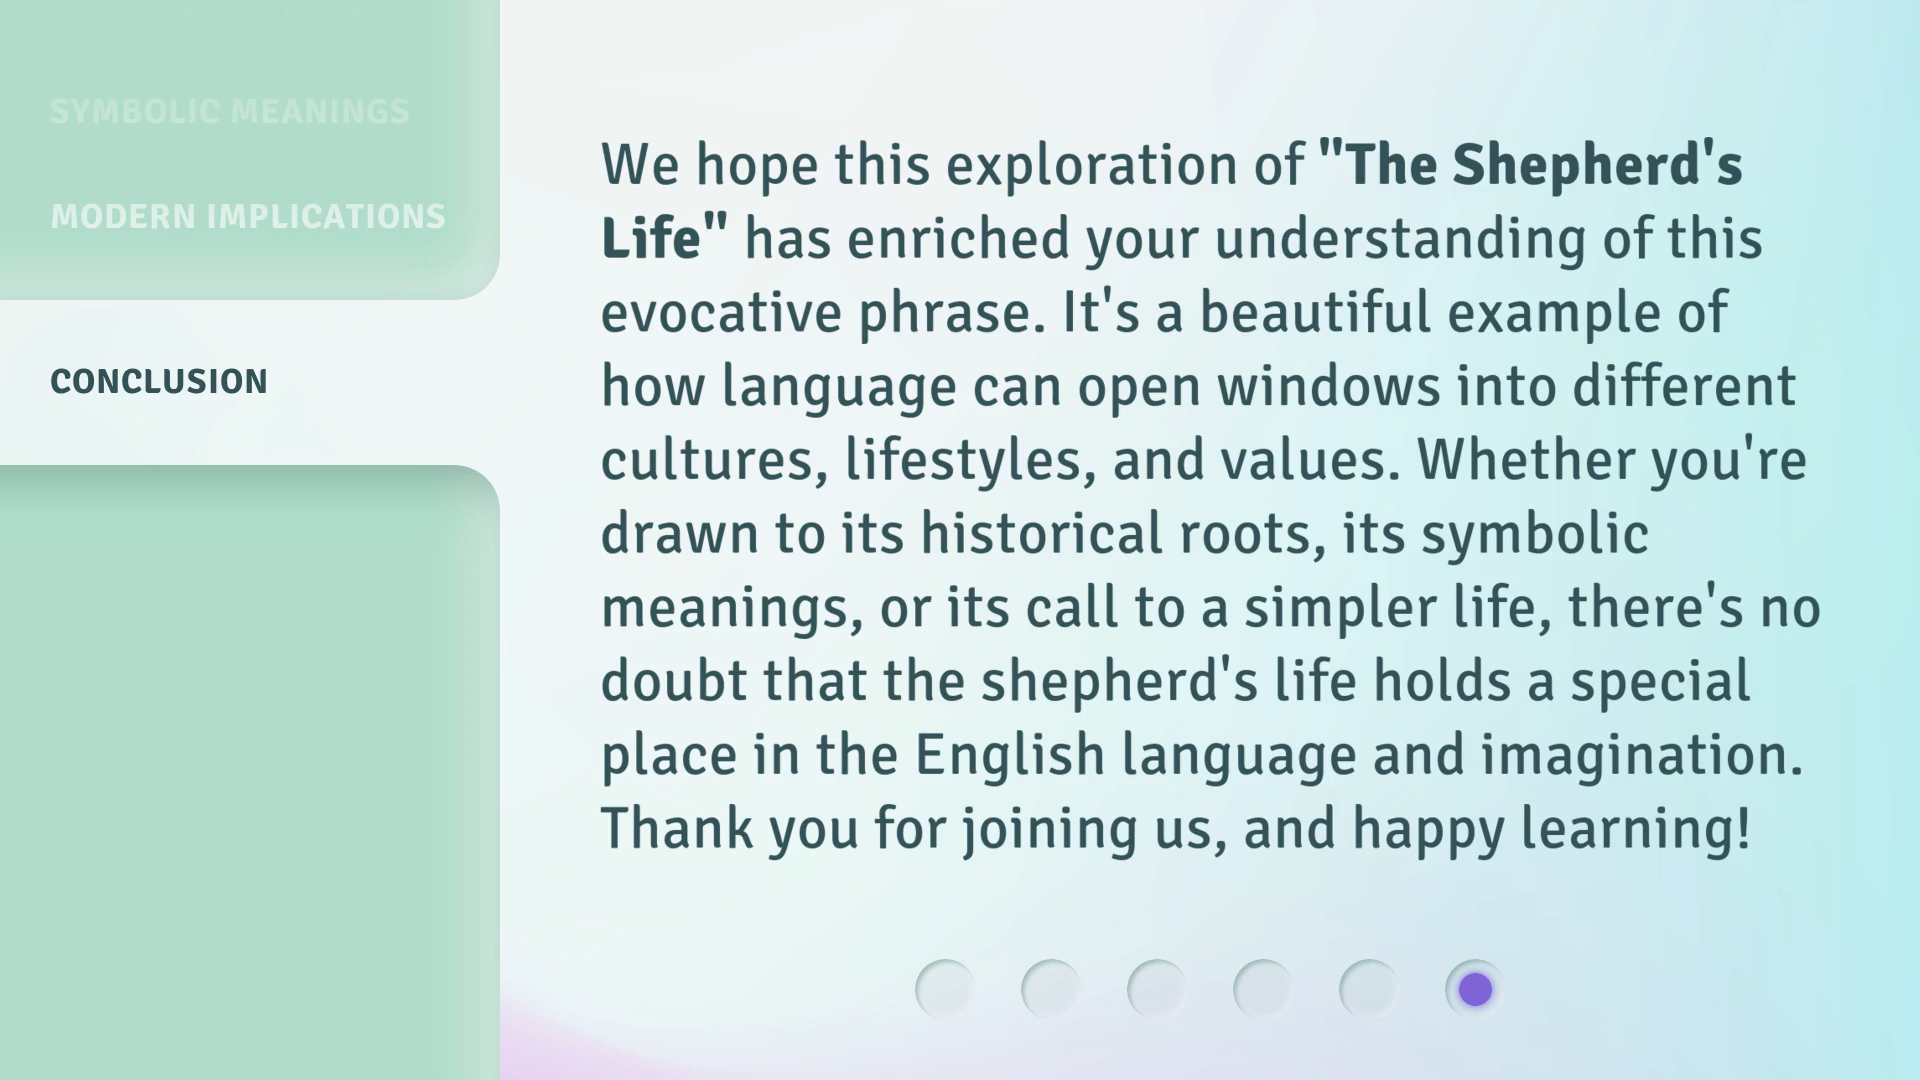 SYMBOLIC MEANINGS
MODERN IMPLICATIONS
CONCLUSION
We hope this exploration of "The Shepherd's
Life" has enriched your understanding of this
evocative phrase. It's a beautiful example of
how language can open windows into different
cultures, lifestyles, and values. Whether you're
drawn to its historical roots, its symbolic
meanings, or its call to a simpler life, there's no
doubt that the shepherd's life holds a special
place in the English language and imagination.
Thank you for joining us, and happy learning!